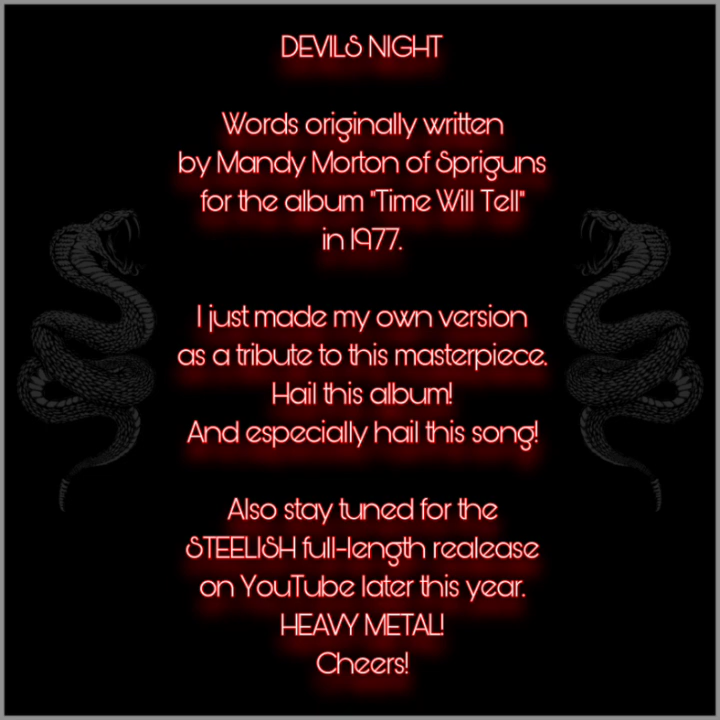 DEVILS NIGHT
Words originally written
by Mandy Morton of Spriguns
for the album "Time Will Tell"
in 1977.
I just made my own version
as a tribute to this masterpiece.
Hail this album!
And especially hail this song!
Also stay tuned for the
STEELISH full-length realease
on YouTube later this year.
HEAVY METAL!
Cheers!